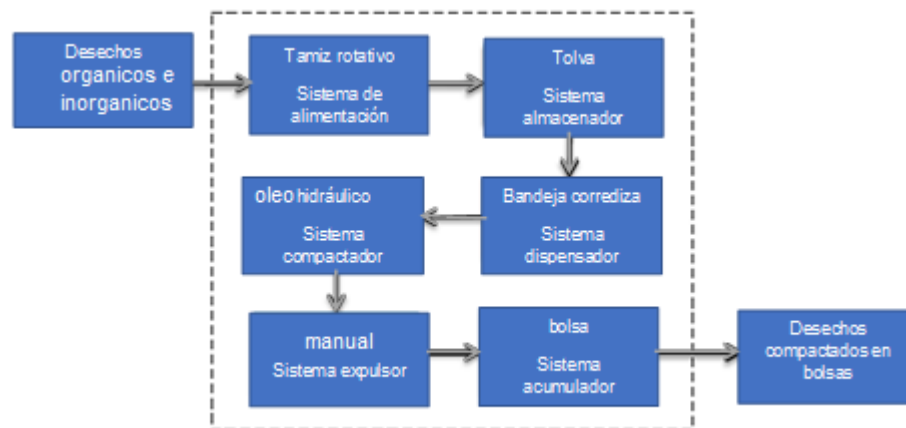 Desechos
organicos e
inorganicos
Tamiz rotativo
Sistema de
alimentación
Tolva
Sistema
almacenador
oleo hidráulico
Sistema
compactador
Bandeja corrediza
Sistema
dispensador
manual
Sistema expulsor
bolsa
Sistema
acumulador
Desechos
compactados en
bolsas